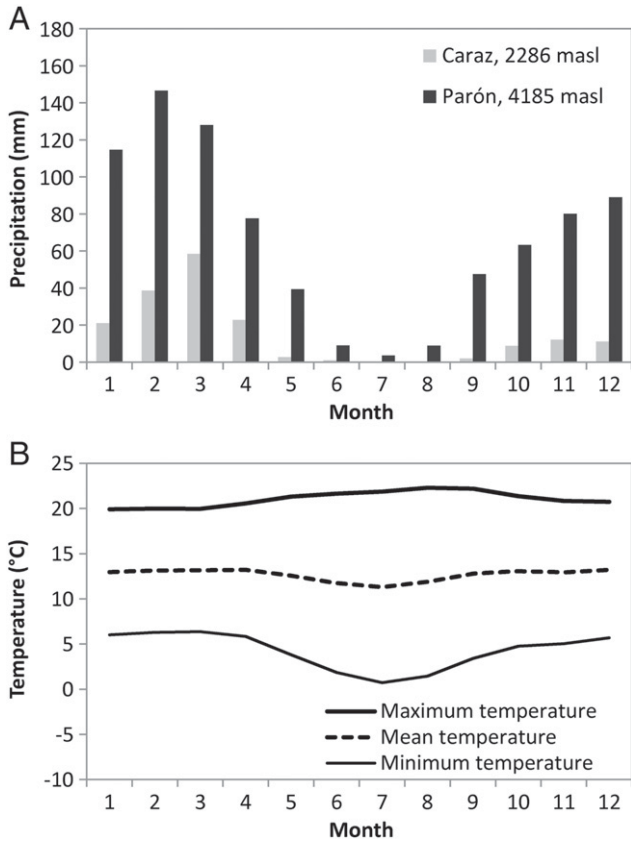 A
180
160
140
120
100
80
60
40
20
0
Precipitation (mm)
Caraz, 2286 masl
Parón, 4185 masl
1 2 3 4 5 6 7 8 9 10 11 12
Month
B
25
20
15
10
5
0
-5
-10
Temperature (°C)
Maximum temperature
Mean temperature
Minimum temperature
1 2 3 4 5 6 7 8 9 10 11 12
Month